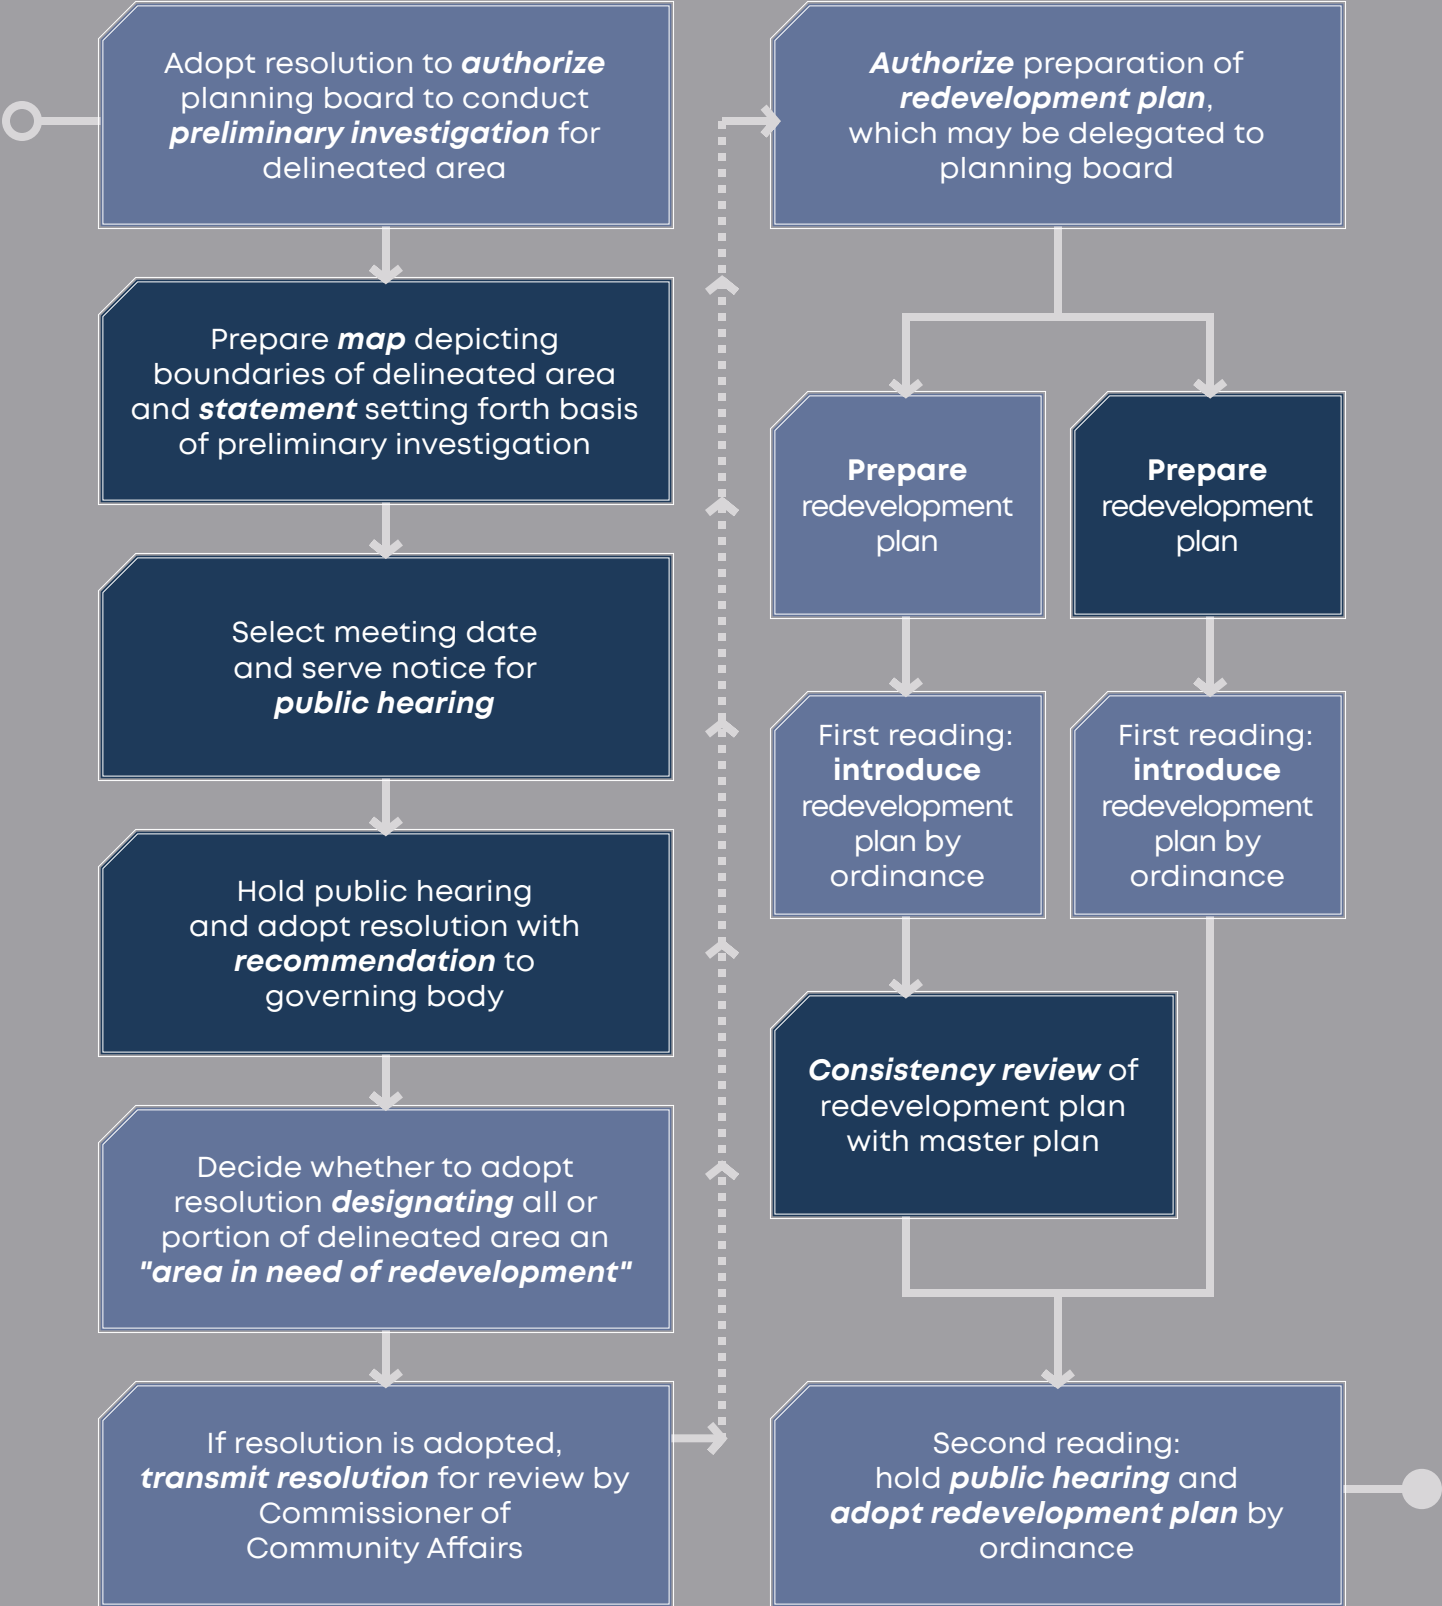 Adopt resolution to authorize
planning board to conduct
preliminary investigation for
delineated area
Prepare map depicting
boundaries of delineated area
and statement setting forth basis
of preliminary investigation
Select meeting date
and serve notice for
public hearing
Hold public hearing
and adopt resolution with
recommendation to
governing body
Decide whether to adopt
resolution designating all or
portion of delineated area an
"area in need of redevelopment"
If resolution is adopted,
transmit resolution for review by
Commissioner of
Community Affairs
Authorize preparation of
redevelopment plan,
which may be delegated to
planning board
Prepare
redevelopment
plan
Prepare
redevelopment
plan
First reading:
introduce
redevelopment
plan by
ordinance
First reading:
introduce
redevelopment
plan by
ordinance
Consistency review of
redevelopment plan
with master plan
Second reading:
hold public hearing and
adopt redevelopment plan by
ordinance